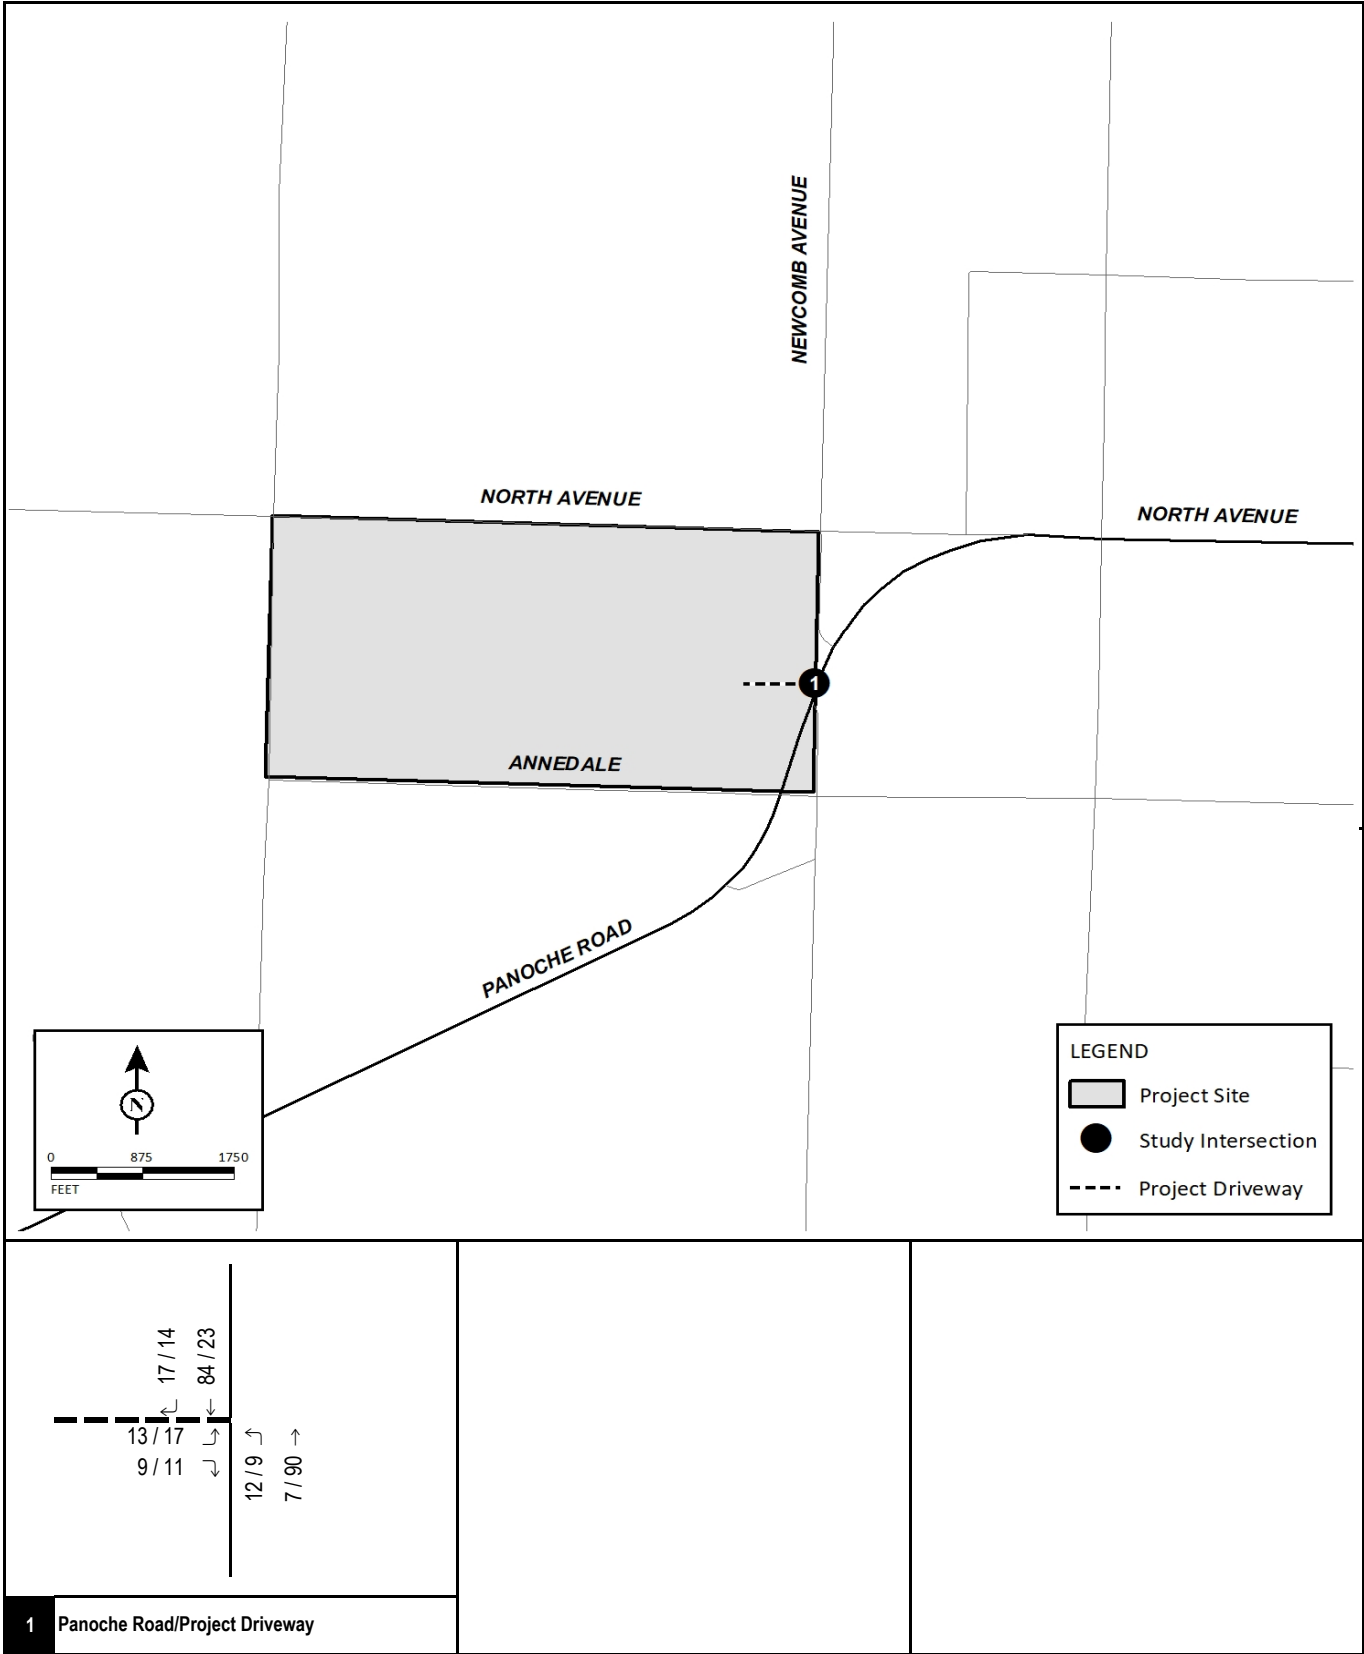 NEWCOMB AVENUE
NORTH AVENUE
NORTH AVENUE
1
ANNEDALE
PANOCHE ROAD
N
0 875 1750
FEET
LEGEND
Project Site
Study Intersection
Project Driveway
17 / 14
84 / 23
13 / 17
9 / 11
12 / 9
7 / 90
1 Panoche Road/Project Driveway